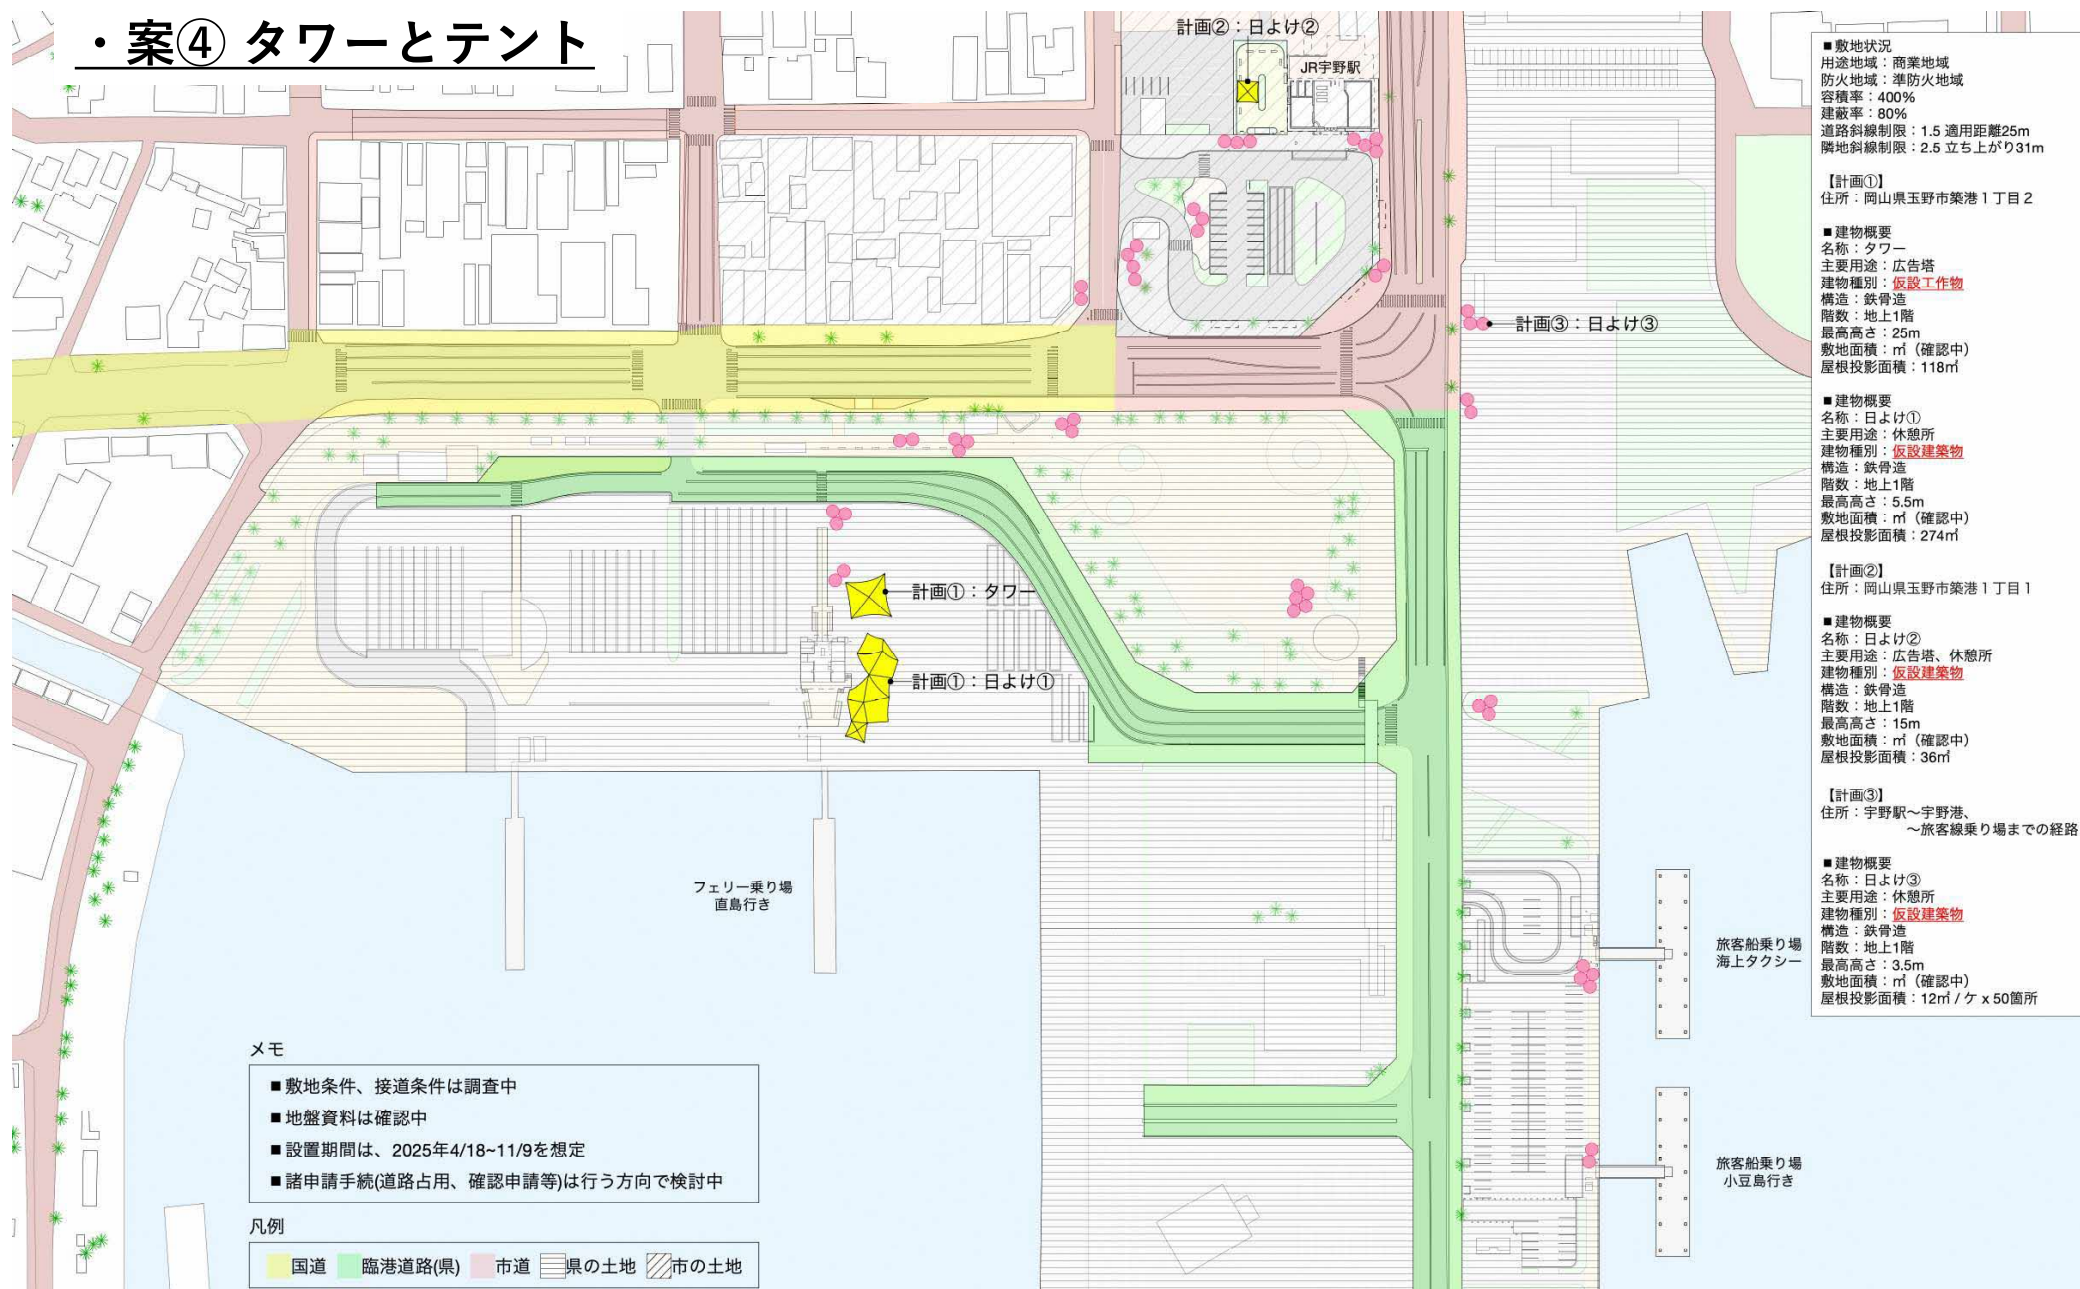 ・案④ タワーとテント
計画②：日よけ②
JR宇野駅
計画③：日よけ③
計画①：タワー
計画①：日よけ①
フェリー乗り場
直島行き
旅客船乗り場
海上タクシー
旅客船乗り場
小豆島行き
■敷地状況
用途地域：商業地域
防火地域：準防火地域
容積率：400%
建蔽率：80%
道路斜線制限：1.5 適用距離25m
隣地斜線制限：2.5 立ち上がり31m
【計画①】
住所：岡山県玉野市築港１丁目２
■建物概要
名称：タワー
主要用途：広告塔
建物種別：仮設工作物
構造：鉄骨造
階数：地上1階
最高高さ：25m
敷地面積：㎡（確認中）
屋根投影面積：118㎡
■建物概要
名称：日よけ①
主要用途：休憩所
建物種別：仮設建築物
構造：鉄骨造
階数：地上1階
最高高さ：5.5m
敷地面積：㎡（確認中）
屋根投影面積：274㎡
【計画②】
住所：岡山県玉野市築港１丁目１
■建物概要
名称：日よけ②
主要用途：広告塔、休憩所
建物種別：仮設建築物
構造：鉄骨造
階数：地上1階
最高高さ：15m
敷地面積：㎡（確認中）
屋根投影面積：36㎡
【計画③】
住所：宇野駅〜宇野港、
〜旅客線乗り場までの経路
■建物概要
名称：日よけ③
主要用途：休憩所
建物種別：仮設建築物
構造：鉄骨造
階数：地上1階
最高高さ：3.5m
敷地面積：㎡（確認中）
屋根投影面積：12㎡ / ケ x 50箇所
メモ
■敷地条件、接道条件は調査中
■地盤資料は確認中
■設置期間は、2025年4/18~11/9を想定
■諸申請手続(道路占用、確認申請等)は行う方向で検討中
凡例
国道 臨港道路(県) 市道 県の土地 市の土地